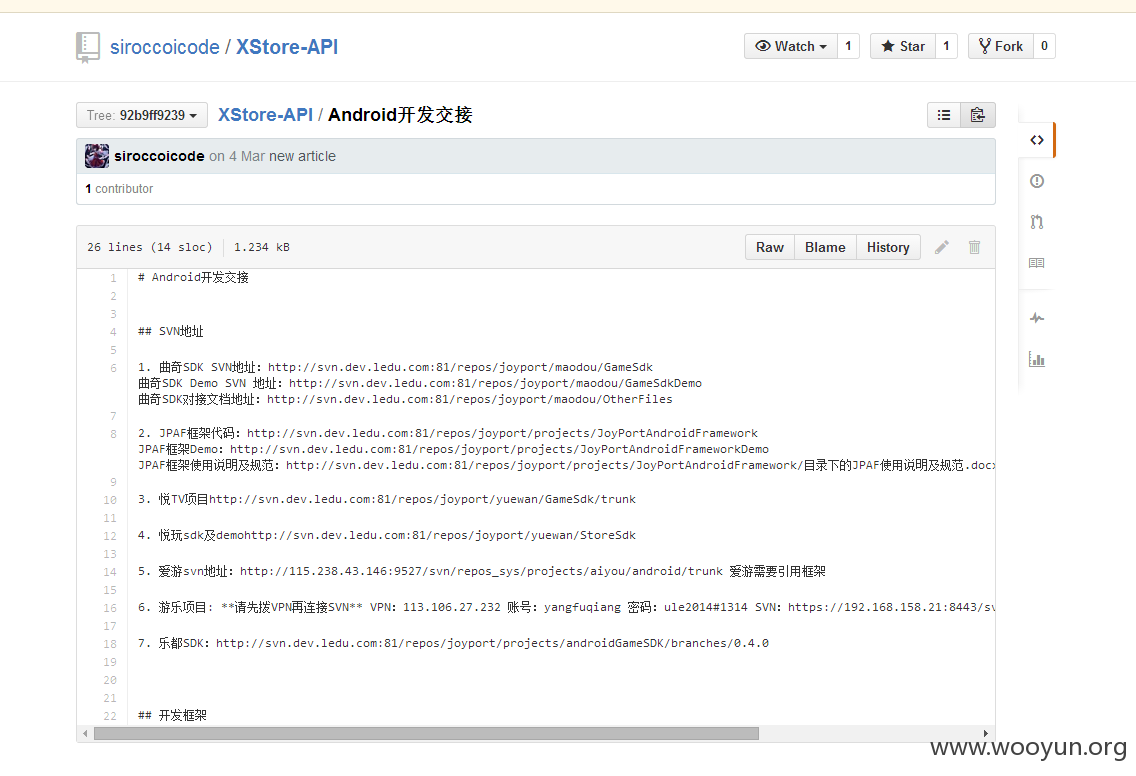 siroccoicode / XStore-API
Watch 1 Star 1 Fork 0
Tree: 92b9ff9239 XStore-API / Android开发交接
siroccoicode on 4 Mar new article
1 contributor
26 lines (14 sloc) 1.234 kB Raw Blame History
1 # Android开发交接
2
3
4 ## SVN地址
5
6 1. 曲奇SDK SVN地址：http://svn.dev.ledu.com:81/repos/joyport/maodou/GameSdk
曲奇SDK Demo SVN 地址：http://svn.dev.ledu.com:81/repos/joyport/maodou/GameSdkDemo
曲奇SDK对接文档地址：http://svn.dev.ledu.com:81/repos/joyport/maodou/OtherFiles
7
8 2. JPAF框架代码：http://svn.dev.ledu.com:81/repos/joyport/projects/JoyPortAndroidFramework
JPAF框架Demo：http://svn.dev.ledu.com:81/repos/joyport/projects/JoyPortAndroidFrameworkDemo
JPAF框架使用说明及规范：http://svn.dev.ledu.com:81/repos/joyport/projects/JoyPortAndroidFramework/目录下的JPAF使用说明及规范.docx
9
10 3. 悦TV项目http://svn.dev.ledu.com:81/repos/joyport/yuewan/GameSdk/trunk
11
12 4. 悦玩sdk及demohttp://svn.dev.ledu.com:81/repos/joyport/yuewan/StoreSdk
13
14 5. 爱游svn地址：http://115.238.43.146:9527/svn/repos_sys/projects/aiyou/android/trunk 爱游需要引用框架
15
16 6. 游乐项目: **请先拨VPN再连接SVN** VPN：113.106.27.232 账号：yangfuqiang 密码：ule2014#1314 SVN：https://192.168.158.21:8443/sv
17
18 7. 乐都SDK：http://svn.dev.ledu.com:81/repos/joyport/projects/androidGameSDK/branches/0.4.0
19
20
21
22 ## 开发框架
www.wooyun.org